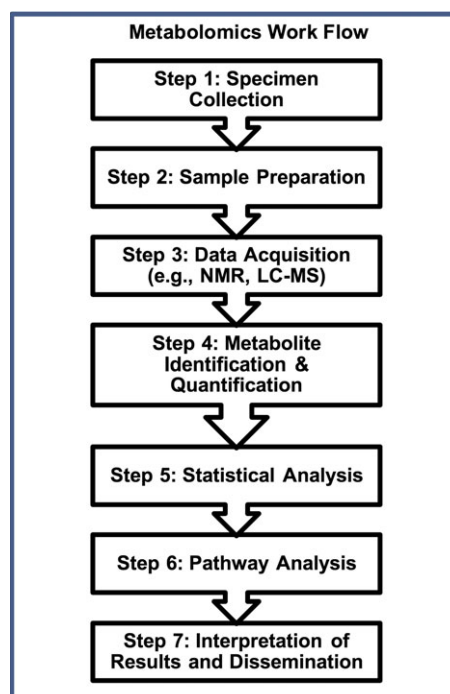 Metabolomics Work Flow
Step 1: Specimen
Collection
Step 2: Sample Preparation
Step 3: Data Acquisition
(e.g., NMR, LC-MS)
Step 4: Metabolite
Identification &
Quantification
Step 5: Statistical Analysis
Step 6: Pathway Analysis
Step 7: Interpretation of
Results and Dissemination